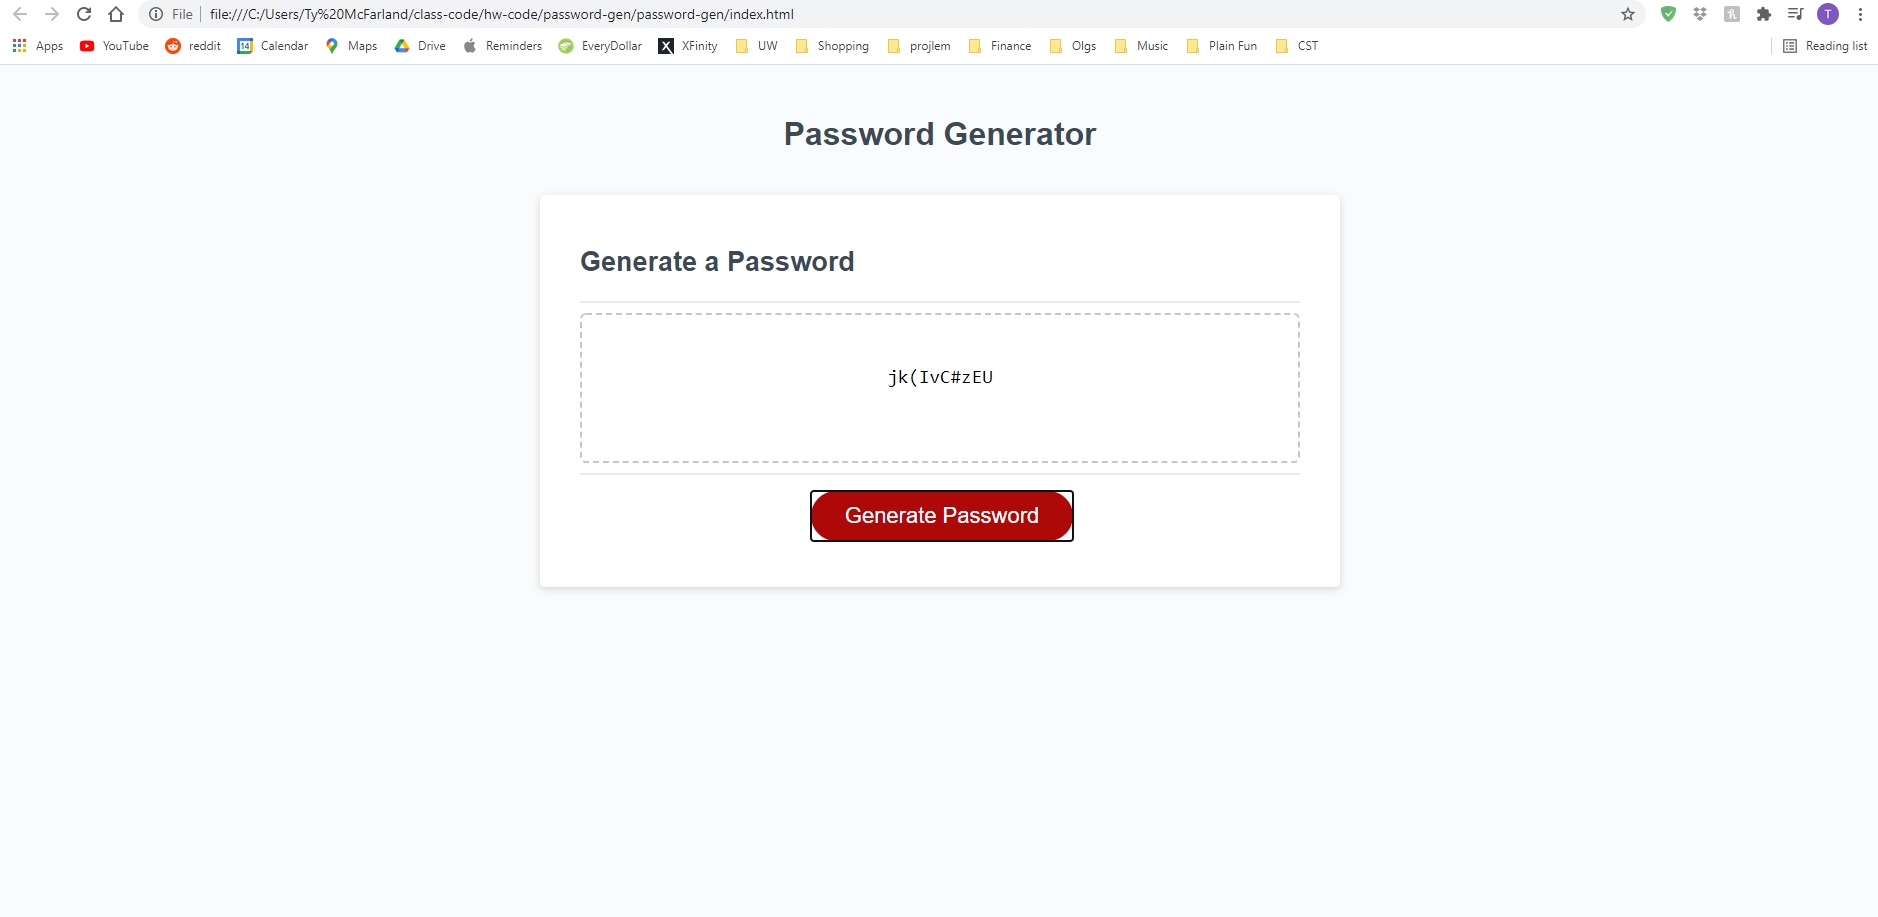 File file:///C:/Users/Ty%20McFarland/class-code/hw-code/password-gen/password-gen/index.html T
Apps YouTube reddit 14 Calendar Maps Drive Reminders EveryDollar X XFinity UW Shopping projlem Finance Olgs Music Plain Fun CST Reading list
Password Generator
Generate a Password
jk(IvC#zEU
Generate Password